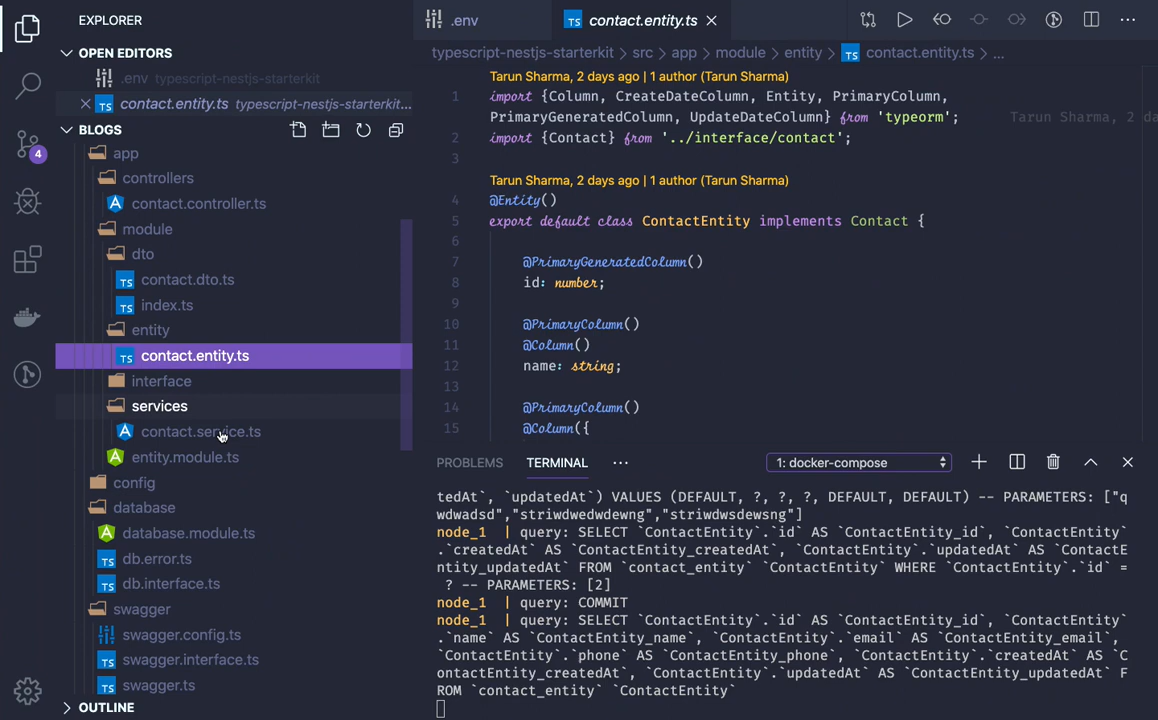 EXPLORER
OPEN EDITORS
.env typescript-nestjs-starterkit
contact.entity.ts typescript-nestjs-starterkit...
BLOGS
4
app
controllers
contact.controller.ts
module
dto
TS contact.dto.ts
TS index.ts
entity
TS contact.entity.ts
interface
services
contact.service.ts
entity.module.ts
config
database
database.module.ts
TS db.error.ts
TS db.interface.ts
swagger
swagger.config.ts
TS swagger.interface.ts
TS swagger.ts
OUTLINE
.env
TS contact.entity.ts
typescript-nestjs-starterkit > src > app > module > entity > TS contact.entity.ts > ...
Tarun Sharma, 2 days ago | 1 author (Tarun Sharma)
1 import {Column, CreateDateColumn, Entity, PrimaryColumn,
PrimaryGeneratedColumn, UpdateDateColumn} from 'typeorm'; Tarun Sharma, 2 da
2 import {Contact} from '../interface/contact';
3
Tarun Sharma, 2 days ago | 1 author (Tarun Sharma)
4 @Entity()
5 export default class ContactEntity implements Contact {
6
7 @PrimaryGeneratedColumn()
8 id: number;
9
10 @PrimaryColumn()
11 @Column()
12 name: string;
13
14 @PrimaryColumn()
15 @Column({
PROBLEMS TERMINAL ... 1: docker-compose
tedAt`, `updatedAt`) VALUES (DEFAULT, ?, ?, ?, DEFAULT, DEFAULT) -- PARAMETERS: ["q
wdwadsd","striwdwedwdewng","striwdwsdewsng"]
node_1 | query: SELECT `ContactEntity`.`id` AS `ContactEntity_id`, `ContactEntity`
.`createdAt` AS `ContactEntity_createdAt`, `ContactEntity`.`updatedAt` AS `ContactE
ntity_updatedAt` FROM `contact_entity` `ContactEntity` WHERE `ContactEntity`.`id` =
? -- PARAMETERS: [2]
node_1 | query: COMMIT
node_1 | query: SELECT `ContactEntity`.`id` AS `ContactEntity_id`, `ContactEntity`
.`name` AS `ContactEntity_name`, `ContactEntity`.`email` AS `ContactEntity_email`,
`ContactEntity`.`phone` AS `ContactEntity_phone`, `ContactEntity`.`createdAt` AS `C
ontactEntity_createdAt`, `ContactEntity`.`updatedAt` AS `ContactEntity_updatedAt` F
ROM `contact_entity` `ContactEntity`